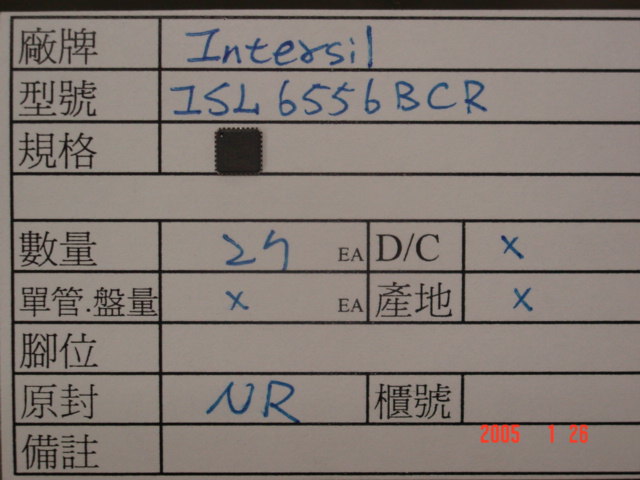 廠牌 Intersil
型號 ISL6556BCR
規格
數量 27 EA D/C x
單管.盤量 x EA 產地 x
腳位
原封 NR 櫃號
2005 1 26
備註